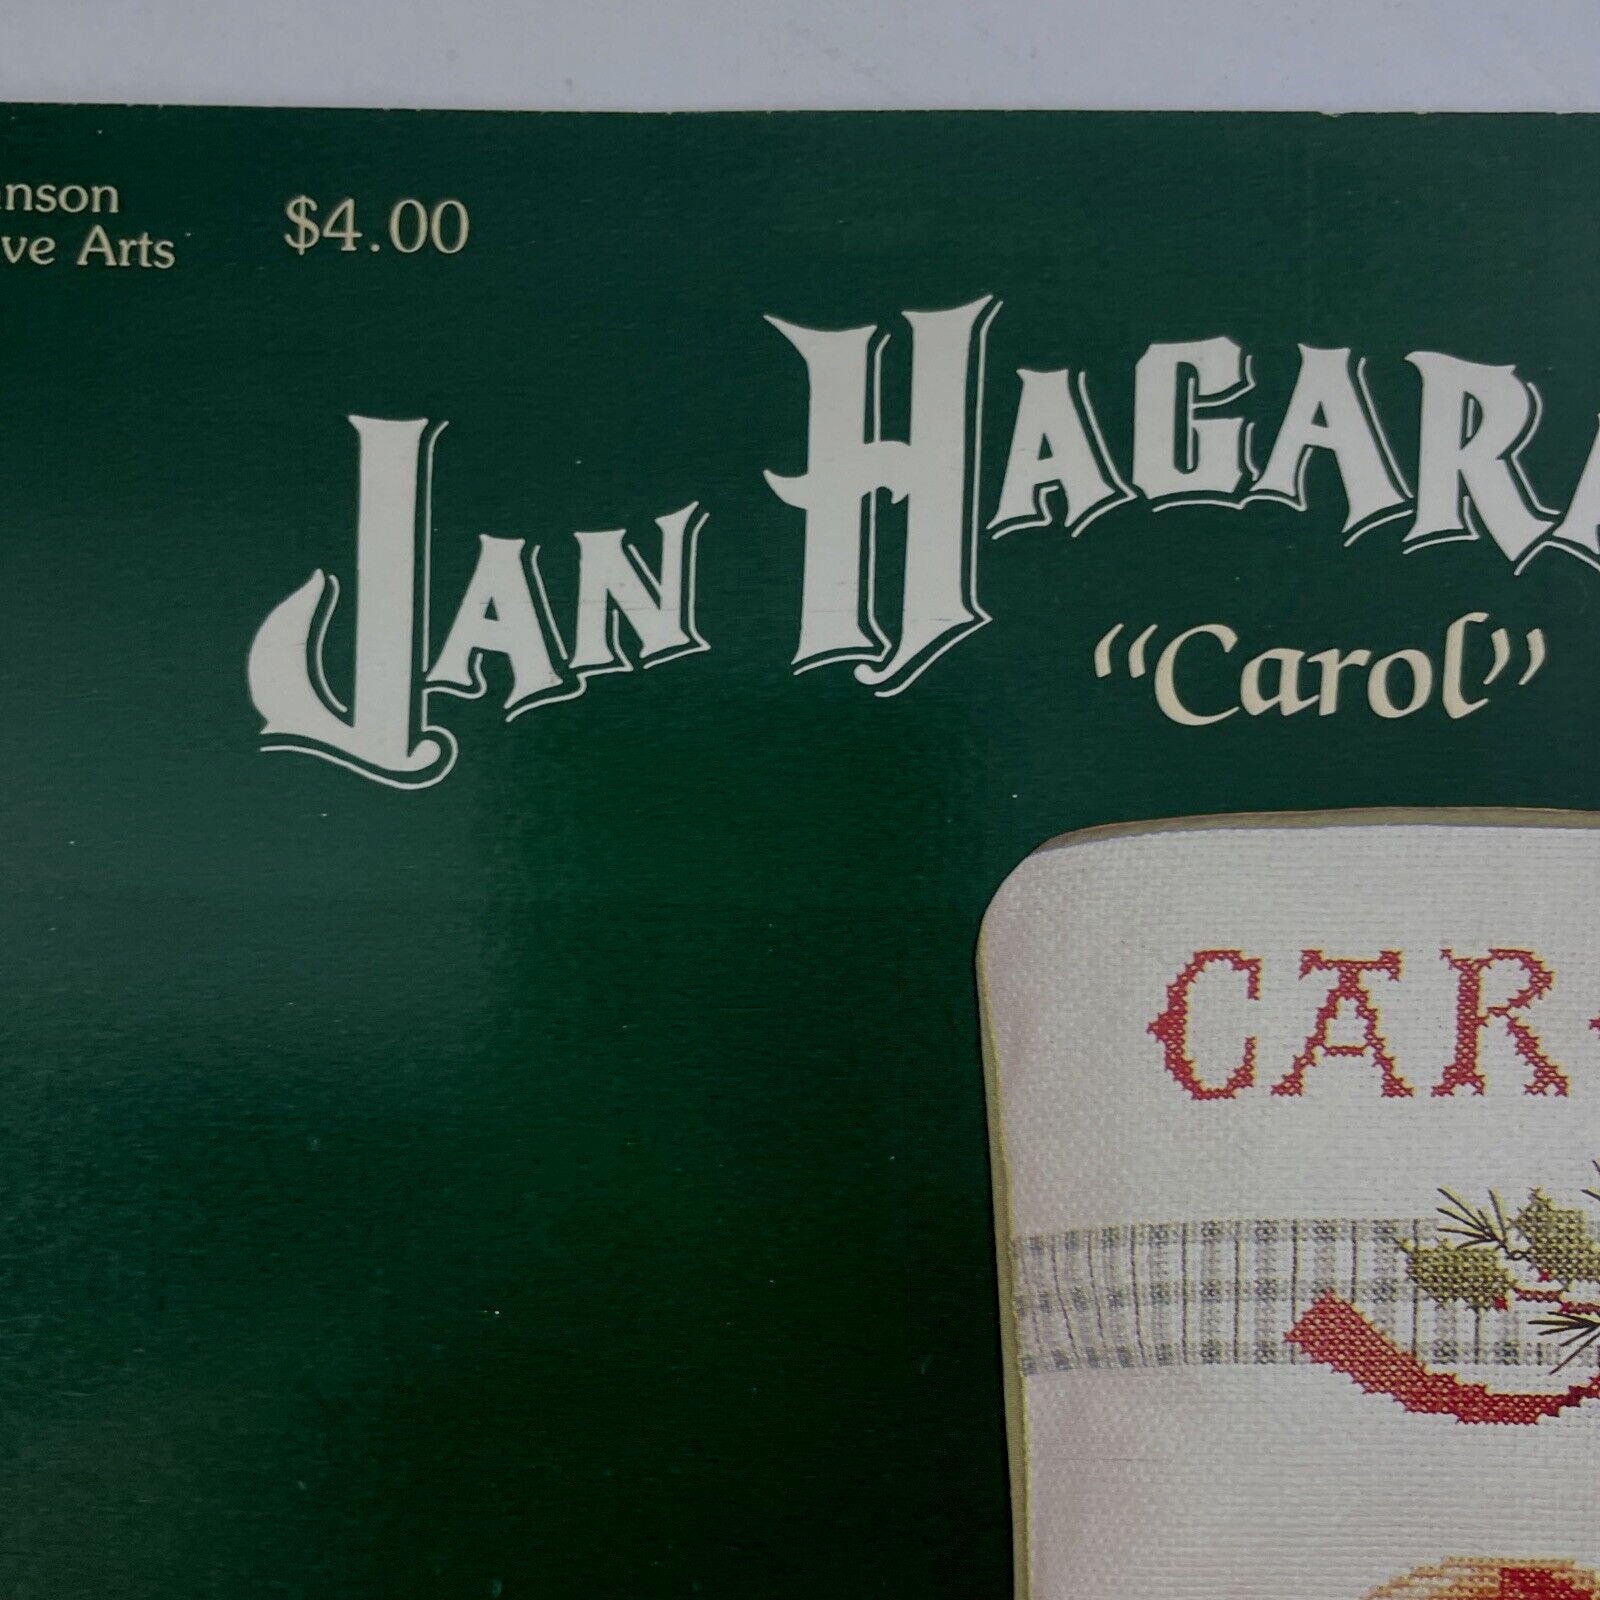 nson
ve Arts
$4.00
JAN HAGARA
"Carol"
CAR